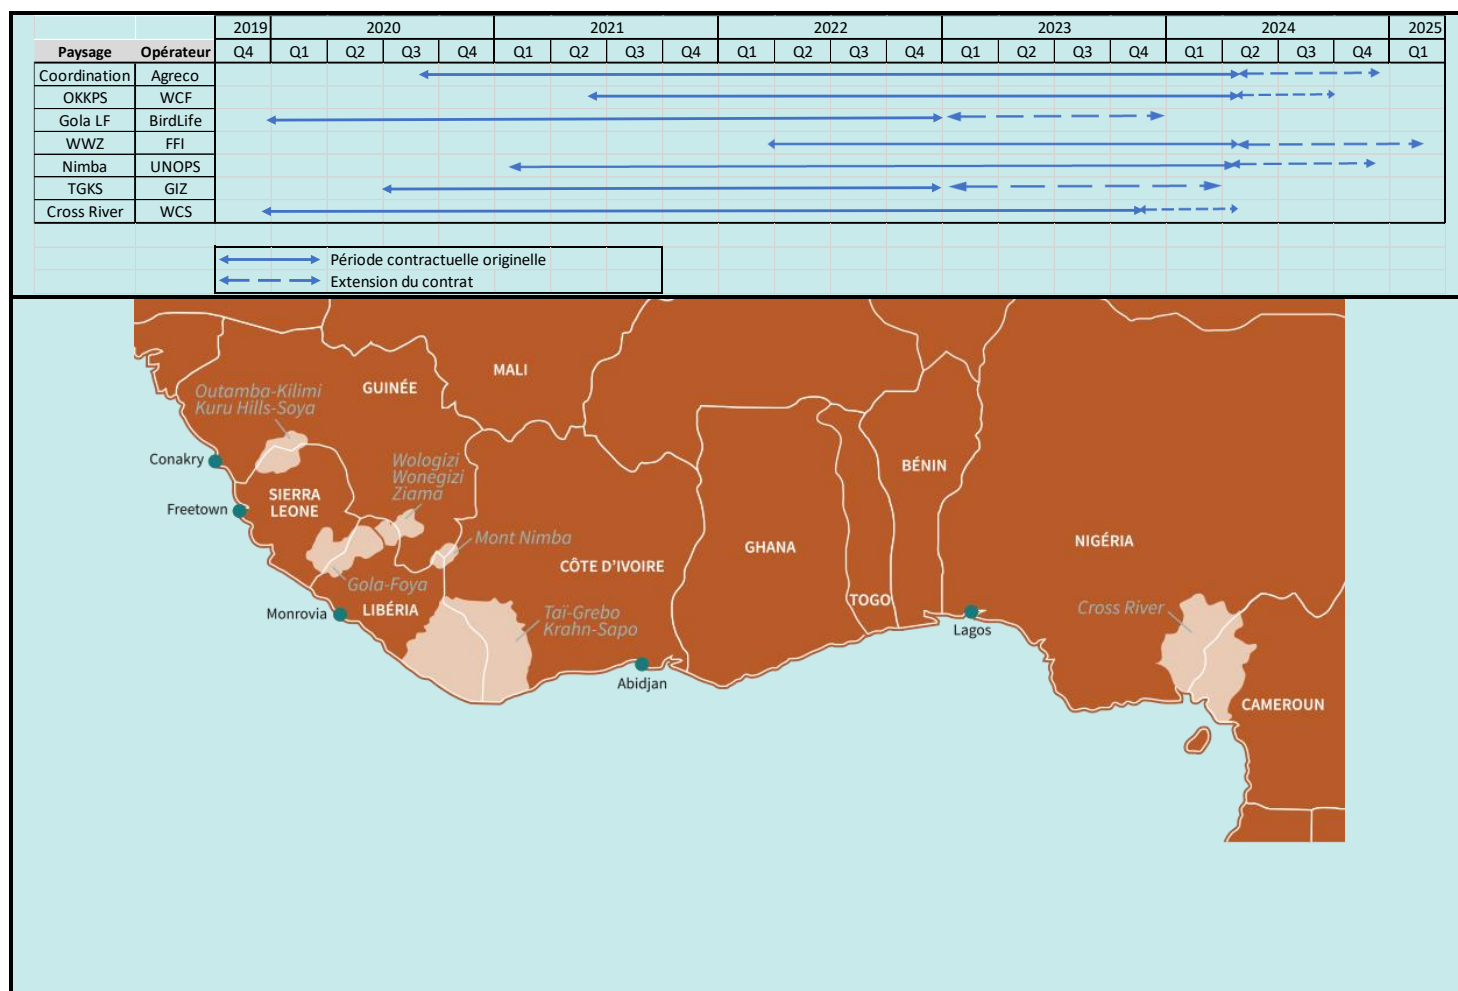 2019 2020 2021 2022 2023 2024 2025
Paysage Opérateur Q4 Q1 Q2 Q3 Q4 Q1 Q2 Q3 Q4 Q1 Q2 Q3 Q4 Q1 Q2 Q3 Q4 Q1 Q2 Q3 Q4 Q1
Coordination Agreco
OKKPS WCF
Gola LF BirdLife
WWZ FFI
Nimba UNOPS
TGKS GIZ
Cross River WCS
Période contractuelle originelle
Extension du contrat
MALI
GUINÉE
Outamba-Kilimi
Kuru Hills-Soya
Conakry
Wologizi
Wonegizi
Ziama
BÉNIN
SIERRA
LEONE
Freetown
Mont Nimba
GHANA
NIGÉRIA
CÔTE D'IVOIRE
Gola-Foya
TOGO
LIBÉRIA
Monrovia
Taï-Grebo
Krahn-Sapo
Cross River
Lagos
Abidjan
CAMEROUN